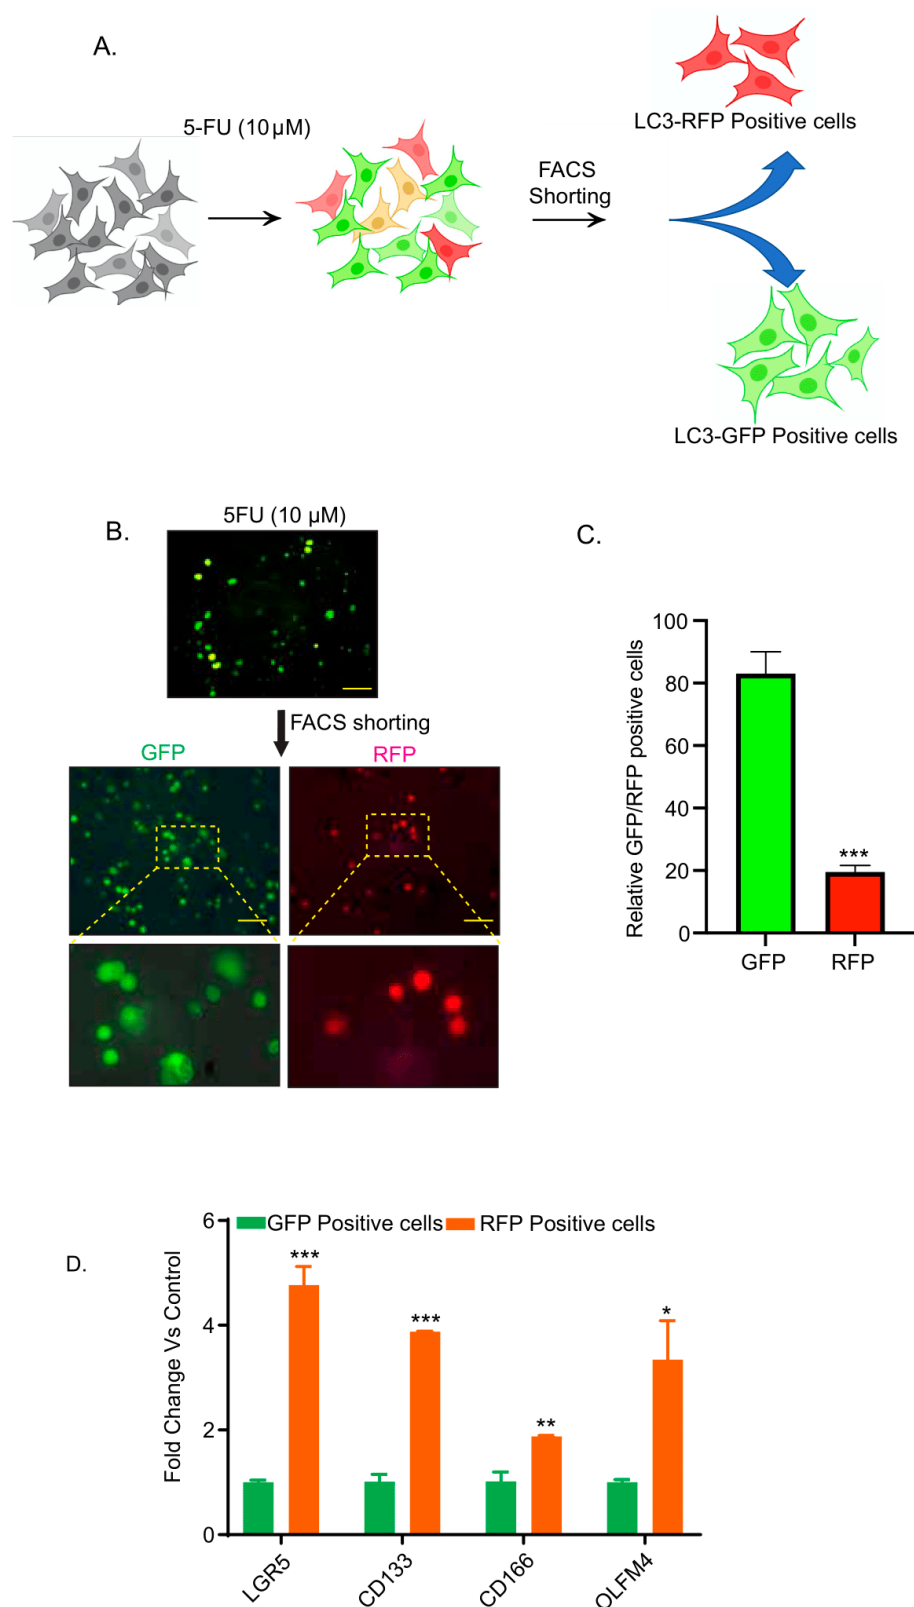 A.
5-FU (10 µM)
FACS
Shorting
LC3-RFP Positive cells
LC3-GFP Positive cells
B.
5FU (10 µM)
FACS shorting
GFP
RFP
C.
Relative GFP/RFP positive cells
100
80
60
40
20
0
***
GFP
RFP
D.
GFP Positive cells
RFP Positive cells
Fold Change Vs Control
6
4
2
0
***
***
**
*
LGR5
CD133
CD166
OLFM4